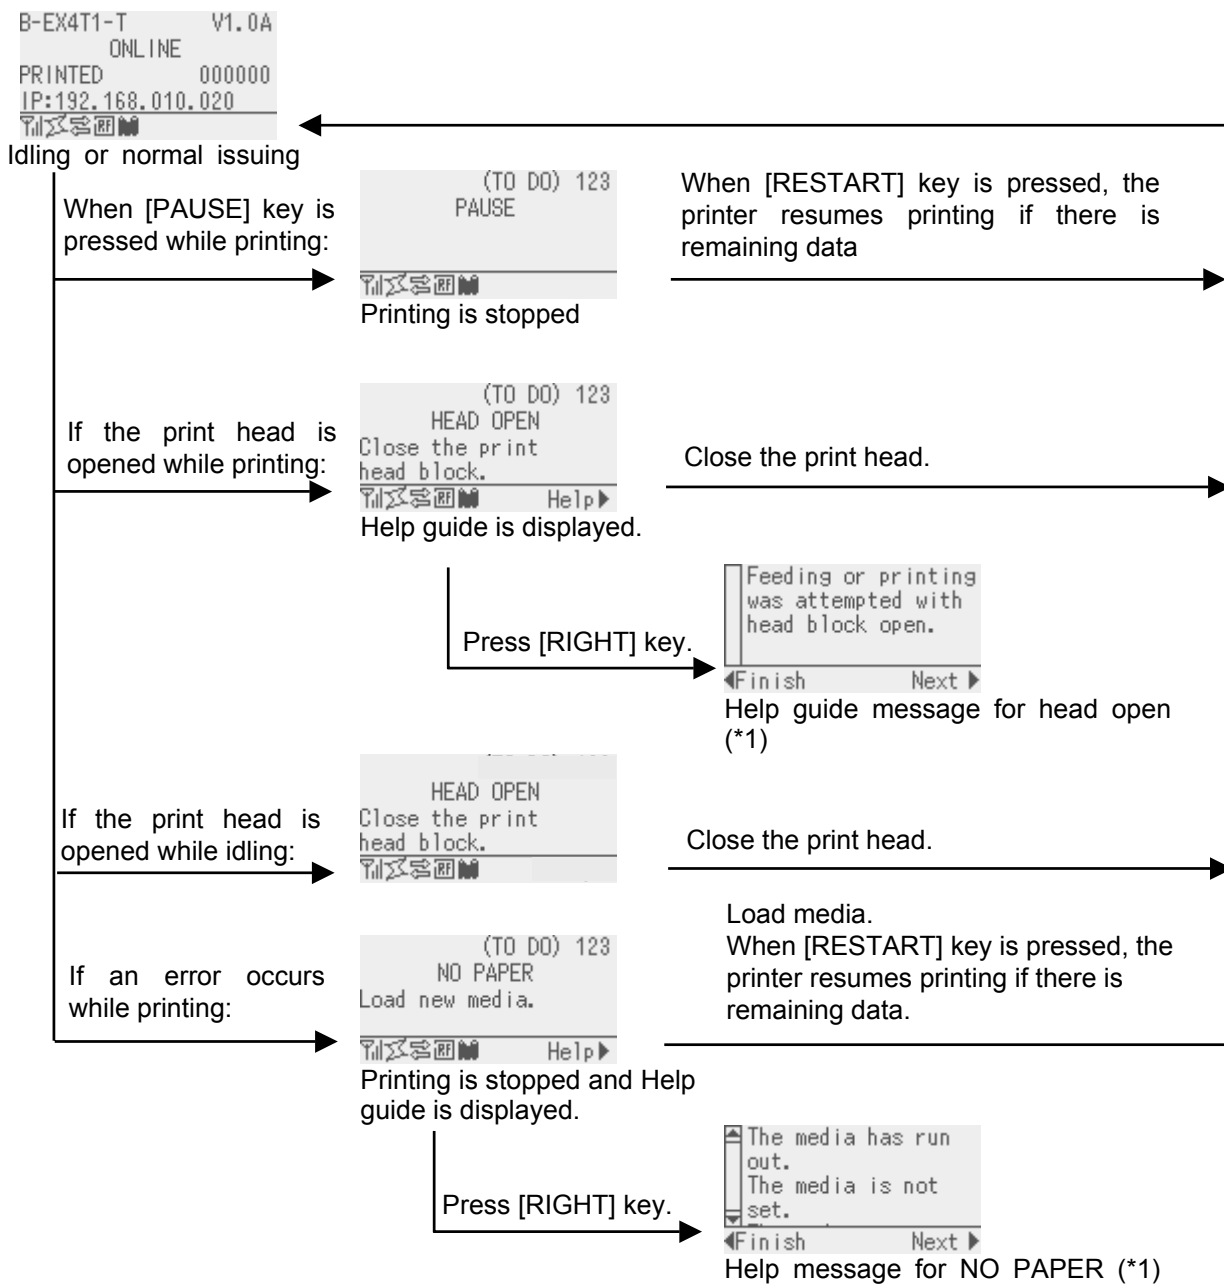 B-EX4T1-T V1.0A
ONLINE
PRINTED 000000
IP:192.168.010.020
RF
Idling or normal issuing
When [PAUSE] key is
pressed while printing:
(TO DO) 123
PAUSE
RF
Printing is stopped
When [RESTART] key is pressed, the
printer resumes printing if there is
remaining data
If the print head is
opened while printing:
(TO DO) 123
HEAD OPEN
Close the print
head block.
RF Help
Help guide is displayed.
Close the print head.
Press [RIGHT] key.
Feeding or printing
was attempted with
head block open.
Finish Next
Help guide message for head open
(*1)
If the print head is
opened while idling:
HEAD OPEN
Close the print
head block.
RF
Close the print head.
If an error occurs
while printing:
(TO DO) 123
NO PAPER
Load new media.
RF Help
Printing is stopped and Help
guide is displayed.
Load media.
When [RESTART] key is pressed, the
printer resumes printing if there is
remaining data.
Press [RIGHT] key.
The media has run
out.
The media is not
set.
Finish Next
Help message for NO PAPER (*1)